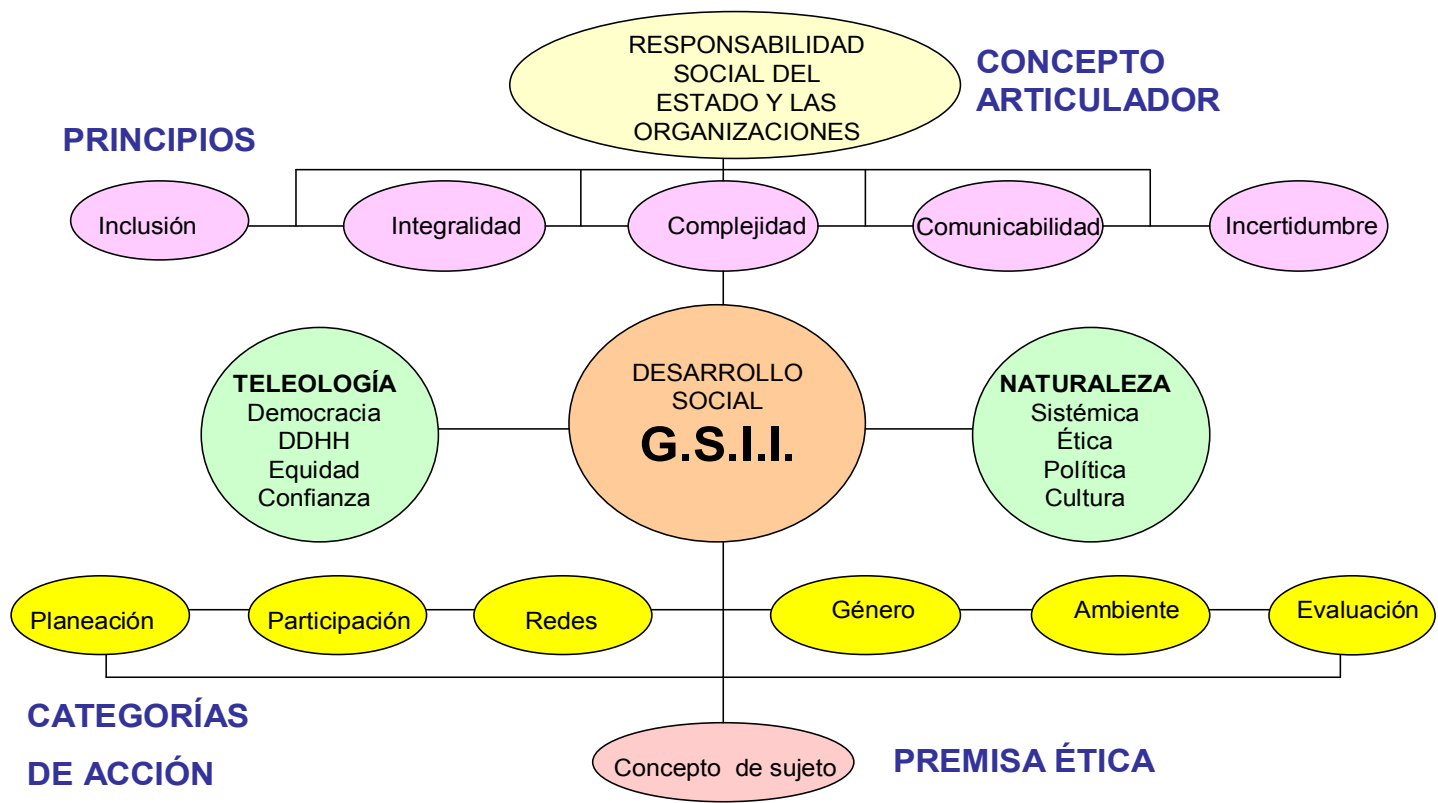 RESPONSABILIDAD
SOCIAL DEL
ESTADO Y LAS
ORGANIZACIONES
CONCEPTO
ARTICULADOR
PRINCIPIOS
Inclusión
Integralidad
Complejidad
Comunicabilidad
Incertidumbre
TELEOLOGÍA
Democracia
DDHH
Equidad
Confianza
DESARROLLO
SOCIAL
G.S.I.I.
NATURALEZA
Sistémica
Ética
Política
Cultura
Planeación
Participación
Redes
Género
Ambiente
Evaluación
CATEGORÍAS
DE ACCIÓN
Concepto de sujeto
PREMISA ÉTICA